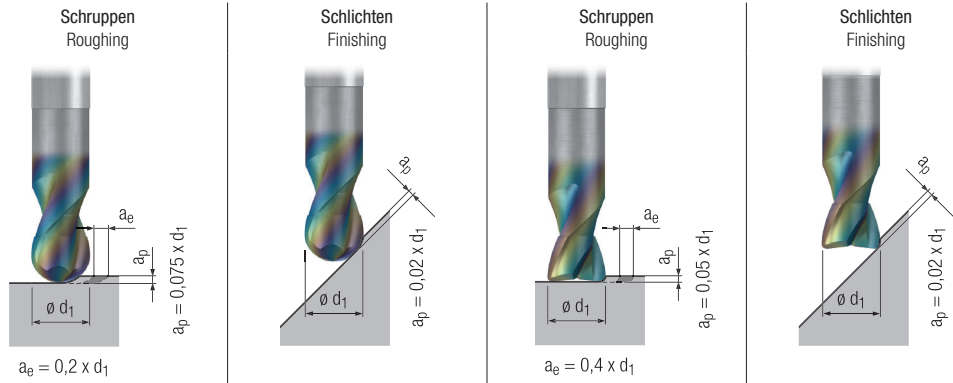 Schruppen
Roughing
a_e
a_p
a_p = 0,075 x d_1
ø d_1
a_e = 0,2 x d_1
Schlichten
Finishing
a_p
a_p = 0,02 x d_1
ø d_1
Schruppen
Roughing
a_e
a_p
a_p = 0,05 x d_1
ø d_1
a_e = 0,4 x d_1
Schlichten
Finishing
a_p
a_p = 0,02 x d_1
ø d_1